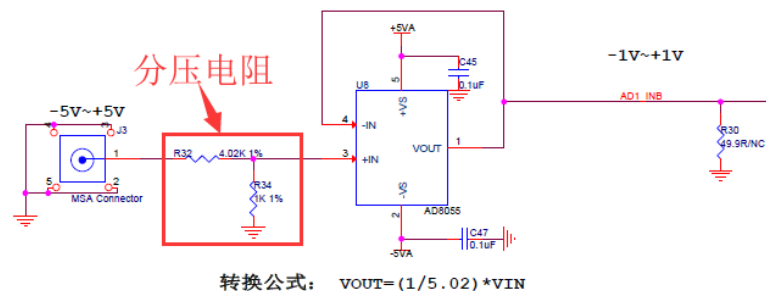 +5VA
-1V~+1V
分压电阻
C45
0.1uF
U8
5
-5V~+5V
4
3
J3
4
-IN
+VS
AD1_INB
1
R32
4.02K 1%
3
+IN
VOUT
1
R30
49.9R/NC
5
2
MSA Connector
R34
1K 1%
-VS
2
AD8055
C47
0.1uF
-5VA
转换公式： VOUT=(1/5.02)*VIN